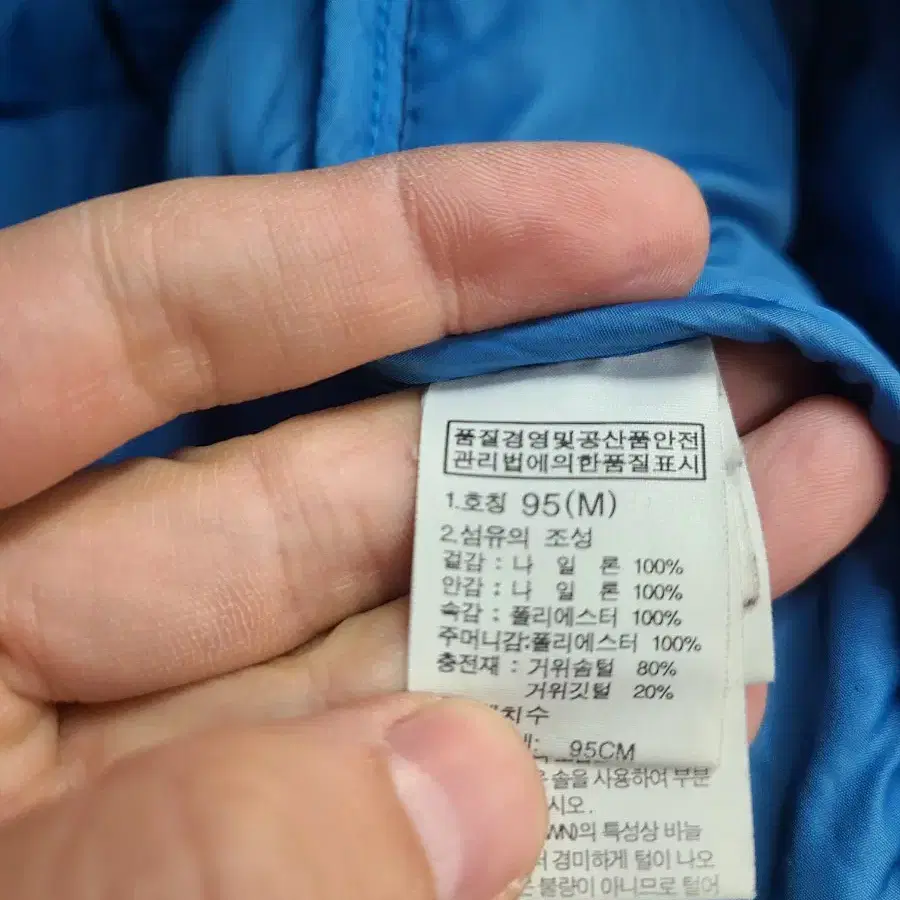 품질경영및공산품안전
관리법에의한품질표시
1.호칭 95(M)
2.섬유의 조성
겉감 : 나 일 론 100%
안감 : 나 일 론 100%
속감 : 폴리에스터 100%
주머니감:폴리에스터 100%
충전재 : 거위솜털 80%
거위깃털 20%
치수
95CM
솔을 사용하여 부분
시오.
의 특성상 바늘
경미하게 털이 나오
불량이 아니므로 털어